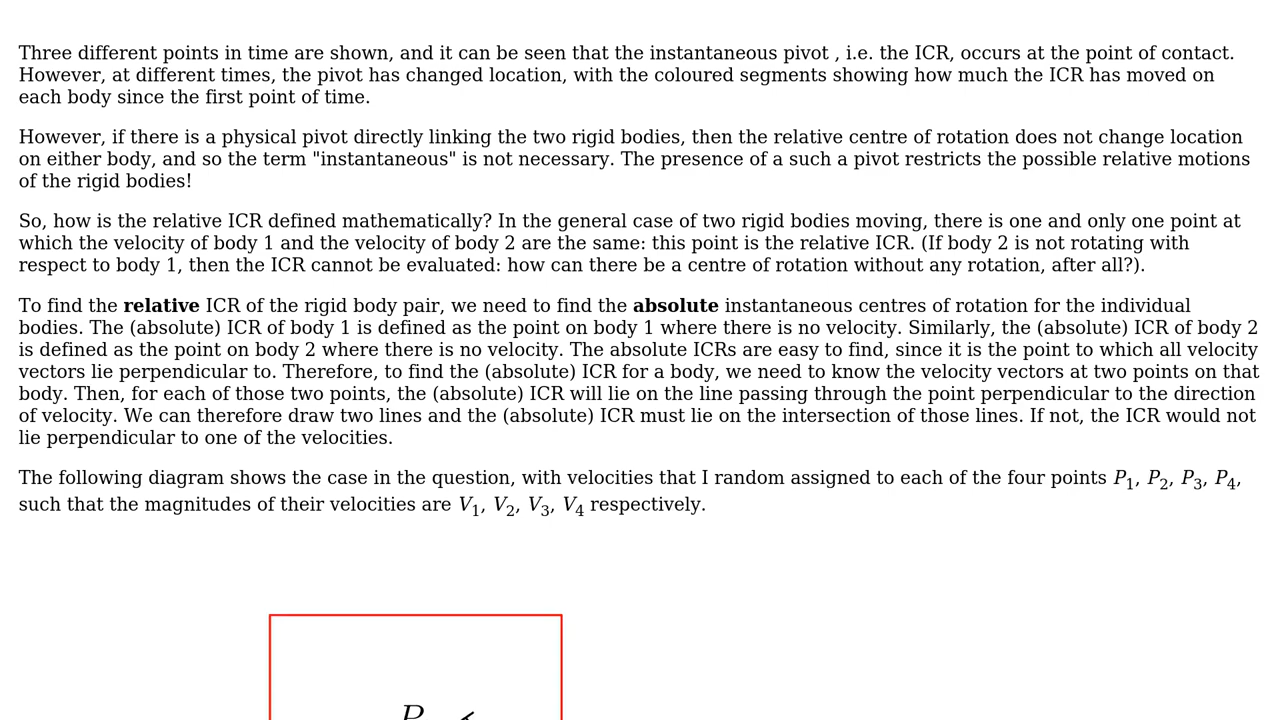 Three different points in time are shown, and it can be seen that the instantaneous pivot , i.e. the ICR, occurs at the point of contact.
However, at different times, the pivot has changed location, with the coloured segments showing how much the ICR has moved on
each body since the first point of time.
However, if there is a physical pivot directly linking the two rigid bodies, then the relative centre of rotation does not change location
on either body, and so the term "instantaneous" is not necessary. The presence of a such a pivot restricts the possible relative motions
of the rigid bodies!
So, how is the relative ICR defined mathematically? In the general case of two rigid bodies moving, there is one and only one point at
which the velocity of body 1 and the velocity of body 2 are the same: this point is the relative ICR. (If body 2 is not rotating with
respect to body 1, then the ICR cannot be evaluated: how can there be a centre of rotation without any rotation, after all?).
To find the relative ICR of the rigid body pair, we need to find the absolute instantaneous centres of rotation for the individual
bodies. The (absolute) ICR of body 1 is defined as the point on body 1 where there is no velocity. Similarly, the (absolute) ICR of body 2
is defined as the point on body 2 where there is no velocity. The absolute ICRs are easy to find, since it is the point to which all velocity
vectors lie perpendicular to. Therefore, to find the (absolute) ICR for a body, we need to know the velocity vectors at two points on that
body. Then, for each of those two points, the (absolute) ICR will lie on the line passing through the point perpendicular to the direction
of velocity. We can therefore draw two lines and the (absolute) ICR must lie on the intersection of those lines. If not, the ICR would not
lie perpendicular to one of the velocities.
The following diagram shows the case in the question, with velocities that I random assigned to each of the four points P1, P2, P3, P4,
such that the magnitudes of their velocities are V1, V2, V3, V4 respectively.
P